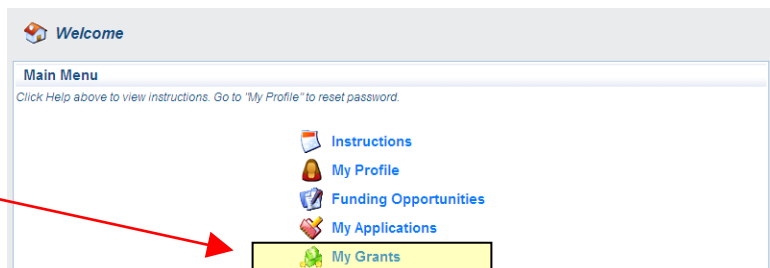 Welcome
Main Menu
Click Help above to view instructions. Go to "My Profile" to reset password.
Instructions
My Profile
Funding Opportunities
My Applications
My Grants